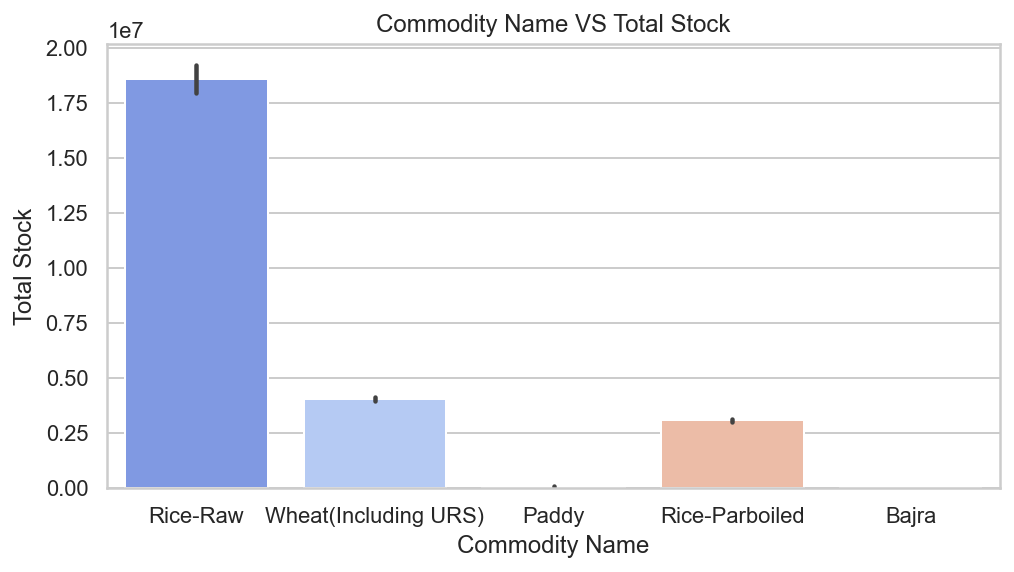 Commodity Name VS Total Stock
1e7
2.00
1.75
1.50
1.25
1.00
0.75
0.50
0.25
0.00
Total Stock
Rice-Raw Wheat(Including URS) Paddy Rice-Parboiled Bajra
Commodity Name